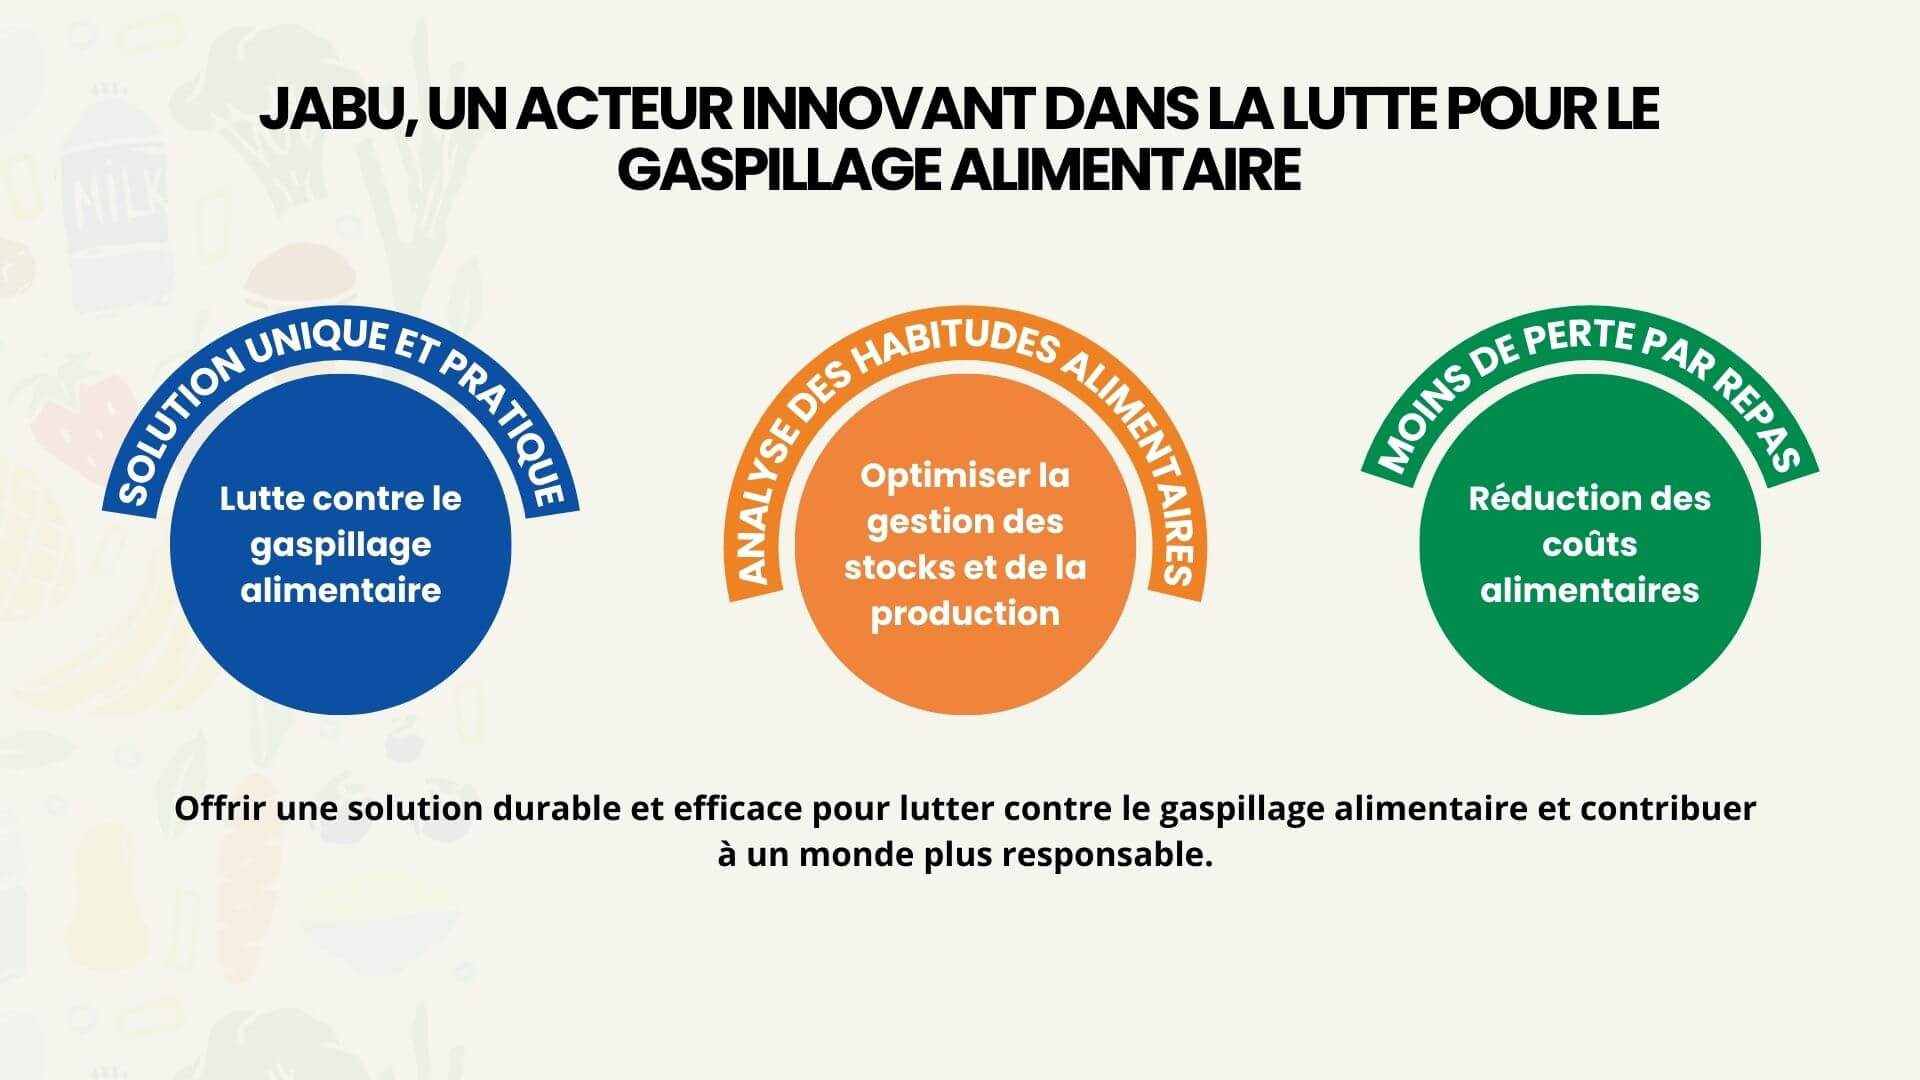 JABU, UN ACTEUR INNOVANT DANS LA LUTTE POUR LE
GASPILLAGE ALIMENTAIRE
MILK
SOLUTION UNIQUE ET PRATIQUE
Lutte contre le
gaspillage
alimentaire
ANALYSE DES HABITUDES ALIMENTAIRES
Optimiser la
gestion des
stocks et de la
production
MOINS DE PERTE PAR REPAS
Réduction des
coûts
alimentaires
Offrir une solution durable et efficace pour lutter contre le gaspillage alimentaire et contribuer
à un monde plus responsable.